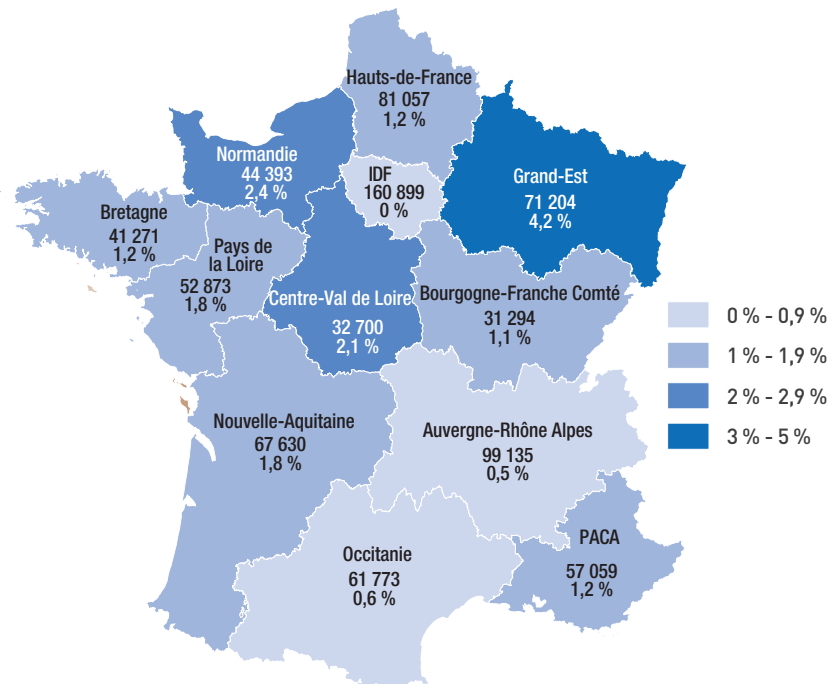 Hauts-de-France
81 057
1,2 %
Normandie
44 393
2,4 %
IDF
160 899
0 %
Grand-Est
71 204
4,2 %
Bretagne
41 271
1,2 %
Pays de
la Loire
52 873
1,8 %
Centre-Val de Loire
32 700
2,1 %
Bourgogne-Franche Comté
31 294
1,1 %
0 % - 0,9 %
1 % - 1,9 %
2 % - 2,9 %
3 % - 5 %
Nouvelle-Aquitaine
67 630
1,8 %
Auvergne-Rhône Alpes
99 135
0,5 %
Occitanie
61 773
0,6 %
PACA
57 059
1,2 %